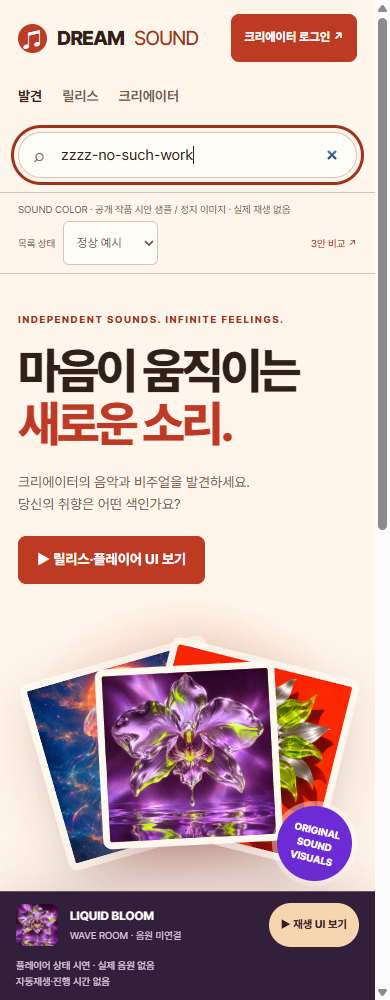 DREAM SOUND
크리에이터 로그인 ↗
발견 릴리스 크리에이터
zzzz-no-such-work
SOUND COLOR · 공개 작품 시안 샘플 / 정지 이미지 · 실제 재생 없음
목록 상태 정상 예시 3안 비교 ↗
INDEPENDENT SOUNDS. INFINITE FEELINGS.
마음이 움직이는
새로운 소리.
크리에이터의 음악과 비주얼을 발견하세요.
당신의 취향은 어떤 색인가요?
▶ 릴리스·플레이어 UI 보기
ORIGINAL
SOUND
VISUALS
LIQUID BLOOM
WAVE ROOM · 음원 미연결
▶ 재생 UI 보기
플레이어 상태 시연 · 실제 음원 없음
자동재생·진행 시간 없음